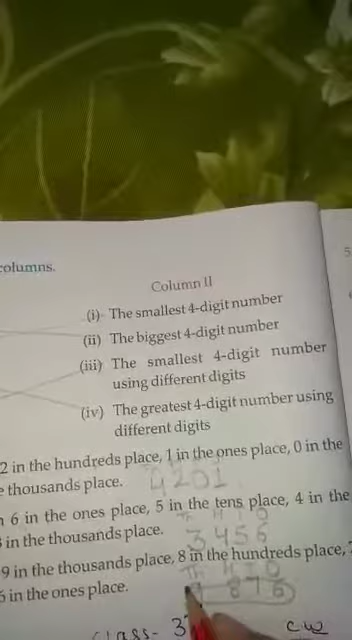 columns.
Column II
(i) The smallest 4-digit number
(ii) The biggest 4-digit number
(iii) The smallest 4-digit number
using different digits
(iv) The greatest 4-digit number using
different digits
2 in the hundreds place, 1 in the ones place, 0 in the
thousands place.
4201
6 in the ones place, 5 in the tens place, 4 in the
in the thousands place.
3456
9 in the thousands place, 8 in the hundreds place,
in the ones place.
Th H T O
876
Class- 3
CW